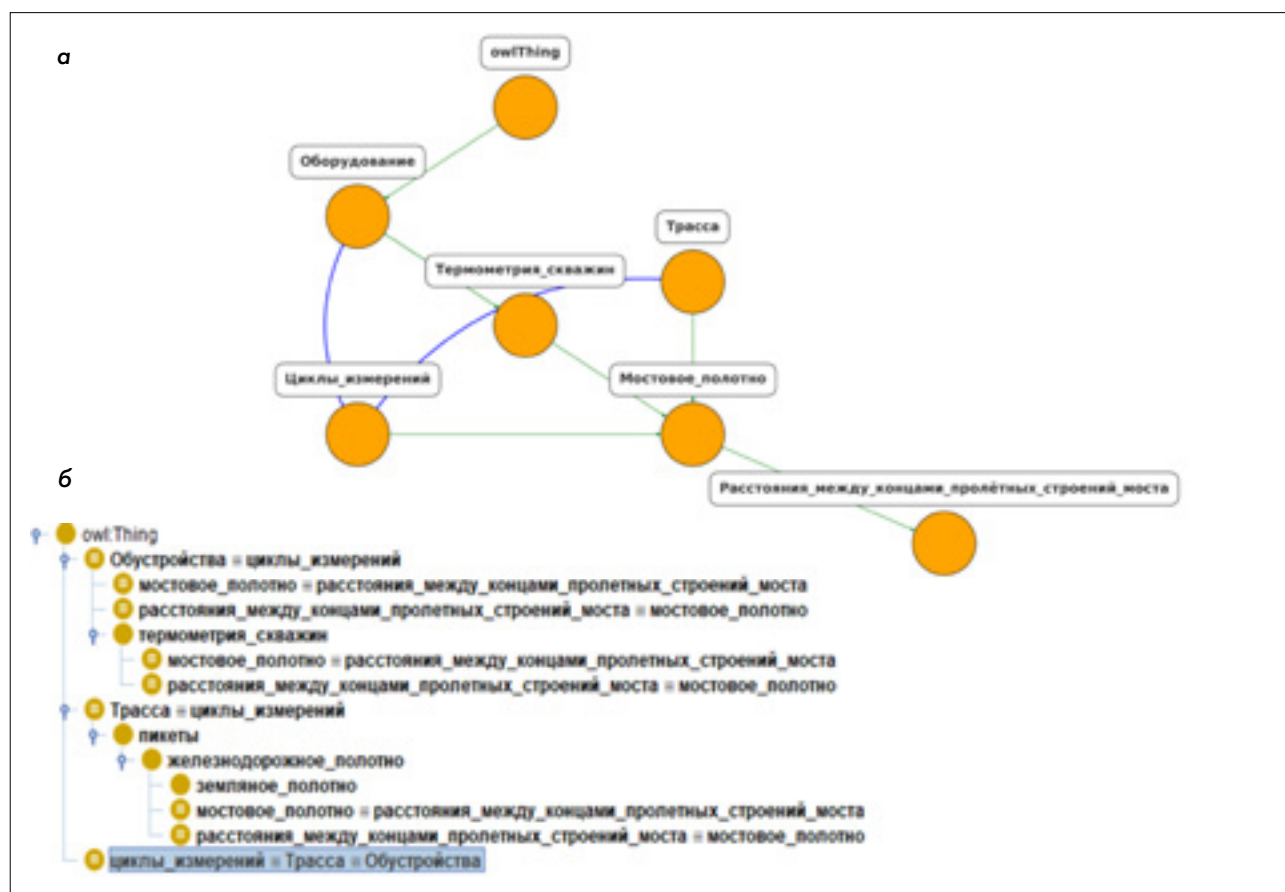 а
owlThing
Оборудование
Трасса
Термометрия_скважин
Циклы_измерений
Мостовое_полотно
Расстояния_между_концами_пролётных_строений_моста
б
owl:Thing
Обустройства ≡ циклы_измерений
мостовое_полотно ≡ расстояния_между_концами_пролетных_строений_моста
расстояния_между_концами_пролетных_строений_моста ≡ мостовое_полотно
термометрия_скважин
мостовое_полотно ≡ расстояния_между_концами_пролетных_строений_моста
расстояния_между_концами_пролетных_строений_моста ≡ мостовое_полотно
Трасса ≡ циклы_измерений
пикеты
железнодорожное_полотно
земляное_полотно
мостовое_полотно ≡ расстояния_между_концами_пролетных_строений_моста
расстояния_между_концами_пролетных_строений_моста ≡ мостовое_полотно
циклы_измерений ≡ Трасса ≡ Обустройства